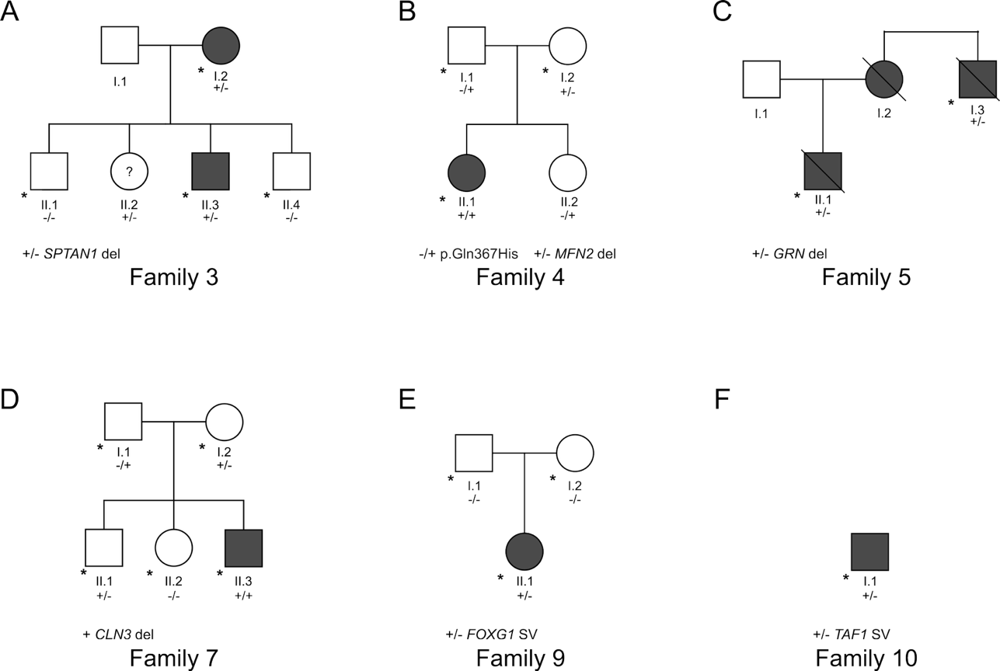 A
I.1
* I.2
+/-
* II.1
-/-
?
II.2
+/-
* II.3
+/-
* II.4
-/-
+/- SPTAN1 del
Family 3
B
* I.1
-/+
* I.2
+/-
* II.1
+/+
II.2
-/+
-/+ p.Gln367His +/- MFN2 del
Family 4
C
I.1
I.2
* I.3
+/-
* II.1
+/-
+/- GRN del
Family 5
D
* I.1
-/+
* I.2
+/-
* II.1
+/-
* II.2
-/-
* II.3
+/+
+ CLN3 del
Family 7
E
* I.1
-/-
* I.2
-/-
* II.1
+/-
+/- FOXG1 SV
Family 9
F
* I.1
+/-
+/- TAF1 SV
Family 10